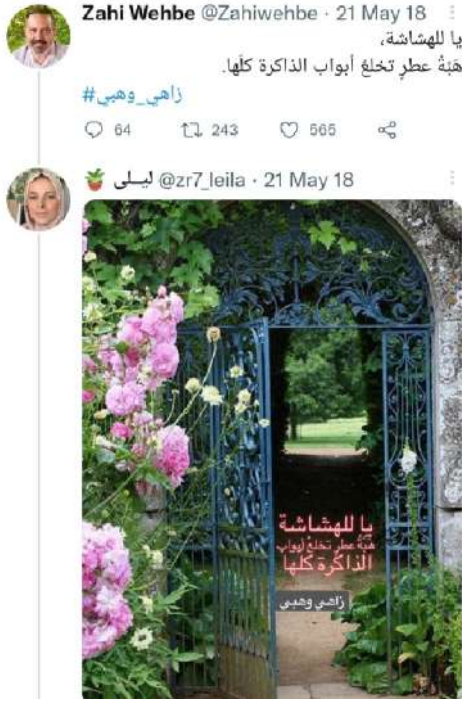 Zahi Wehbe @Zahiwehbe · 21 May 18
يا للهشاشة،
هَبّةُ عطرٍ تخلعُ أبواب الذاكرة كلّها.
#زاهي_وهبي
64 243 565
ليــلى @zr7_leila · 21 May 18
يا للهشاشة
هَبّةُ عطرٍ تخلعُ أبواب
الذاكرة كلّها
زاهي وهبي